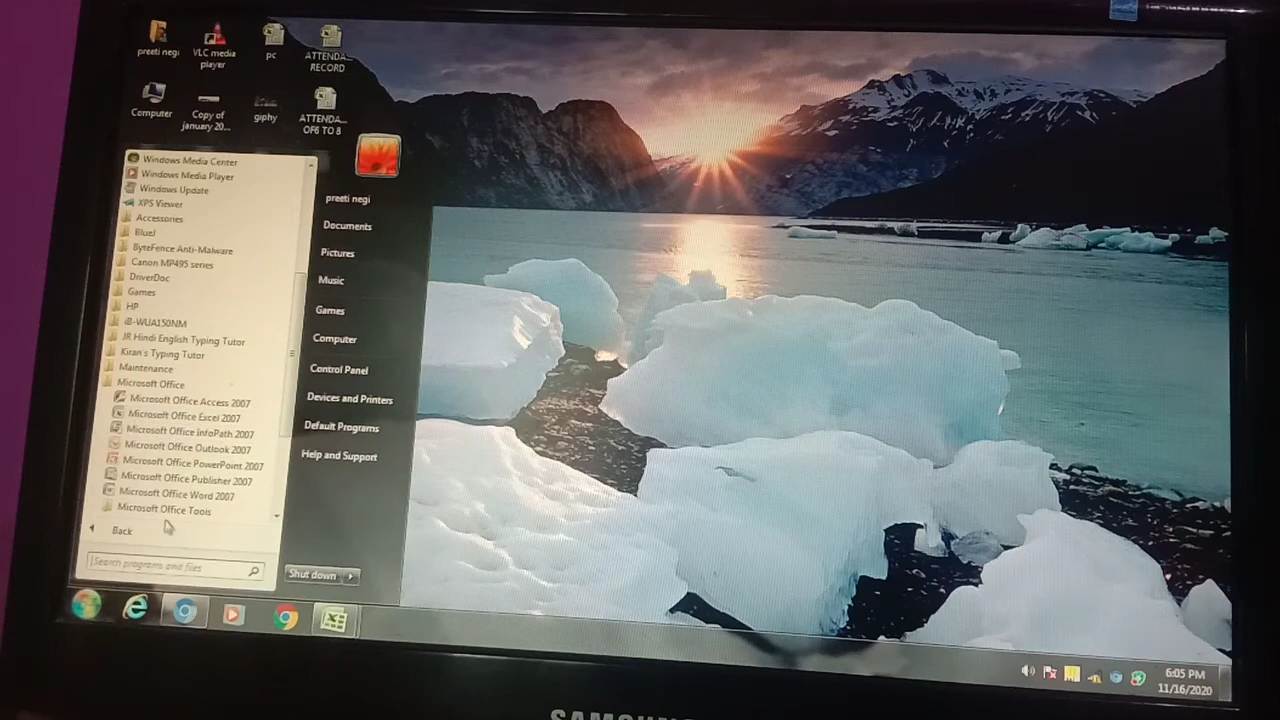 preeti negi
VLC media
player
pc
ATTENDA...
RECORD
Computer
Copy of
january 20...
giphy
ATTENDA...
OF6 TO 8
Windows Media Center
Windows Media Player
Windows Update
XPS Viewer
Accessories
BlueJ
ByteFence Anti-Malware
Canon MP495 series
DriverDoc
Games
HP
iB-WUA150NM
JR Hindi English Typing Tutor
Kiran's Typing Tutor
Maintenance
Microsoft Office
Microsoft Office Access 2007
Microsoft Office Excel 2007
Microsoft Office InfoPath 2007
Microsoft Office Outlook 2007
Microsoft Office PowerPoint 2007
Microsoft Office Publisher 2007
Microsoft Office Word 2007
Microsoft Office Tools
Back
Search programs and files
preeti negi
Documents
Pictures
Music
Games
Computer
Control Panel
Devices and Printers
Default Programs
Help and Support
Shut down
6:05 PM
11/16/2020
SAMSUNG